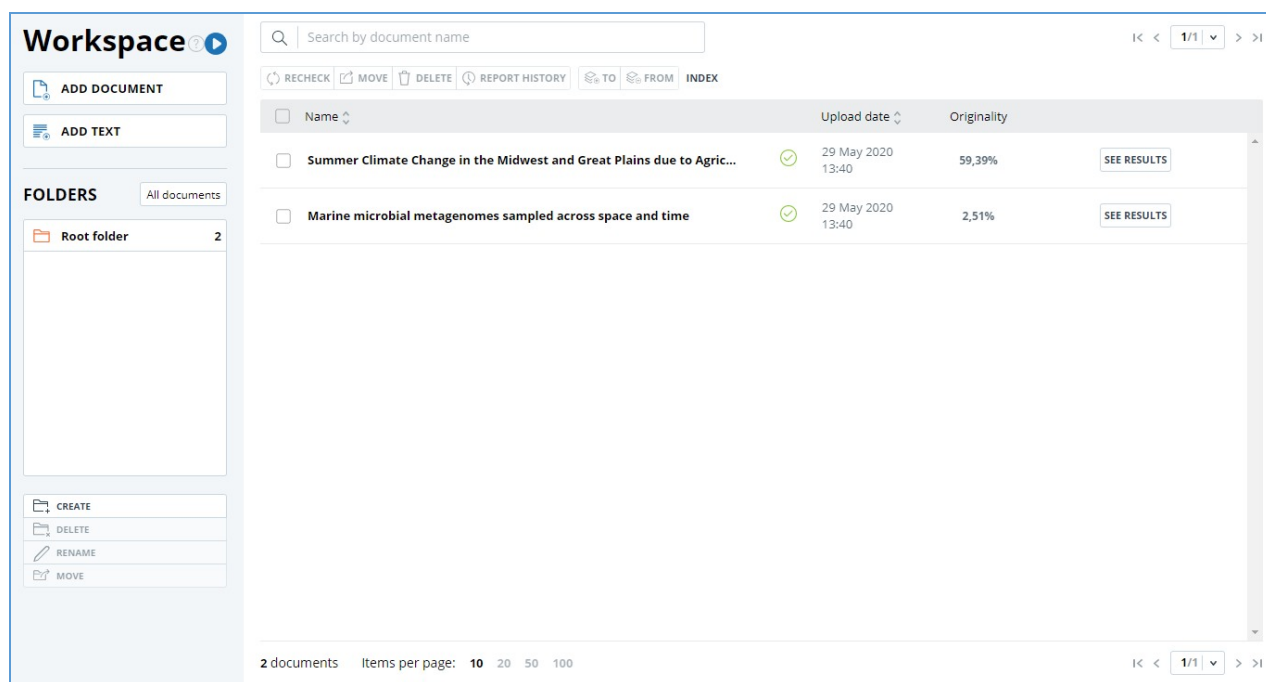 Workspace ?
Search by document name
1/1
ADD DOCUMENT
RECHECK MOVE DELETE REPORT HISTORY TO FROM INDEX
ADD TEXT
Name Upload date Originality
Summer Climate Change in the Midwest and Great Plains due to Agric... 29 May 2020 13:40 59,39% SEE RESULTS
FOLDERS All documents
Marine microbial metagenomes sampled across space and time 29 May 2020 13:40 2,51% SEE RESULTS
Root folder 2
CREATE
DELETE
RENAME
MOVE
2 documents Items per page: 10 20 50 100 1/1